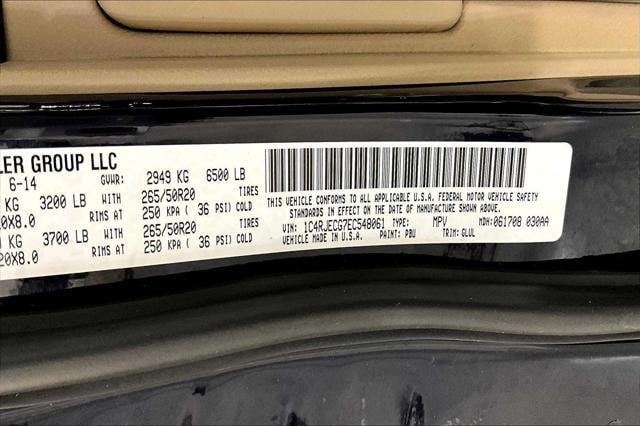 LER GROUP LLC
6-14 GVWR: 2949 KG 6500 LB
KG 3200 LB WITH 265/50R20 TIRES
20X8.0 RIMS AT 250 KPA ( 36 PSI) COLD
KG 3700 LB WITH 265/50R20 TIRES
20X8.0 RIMS AT 250 KPA ( 36 PSI) COLD
THIS VEHICLE CONFORMS TO ALL APPLICABLE U.S.A. FEDERAL MOTOR VEHICLE SAFETY
STANDARDS IN EFFECT ON THE DATE OF MANUFACTURE SHOWN ABOVE.
VIN: 1C4RJECG7EC548061 TYPE: MPV MDH: 061708 030AA
VEHICLE MADE IN U.S.A. PAINT: PBU TRIM: GLUL